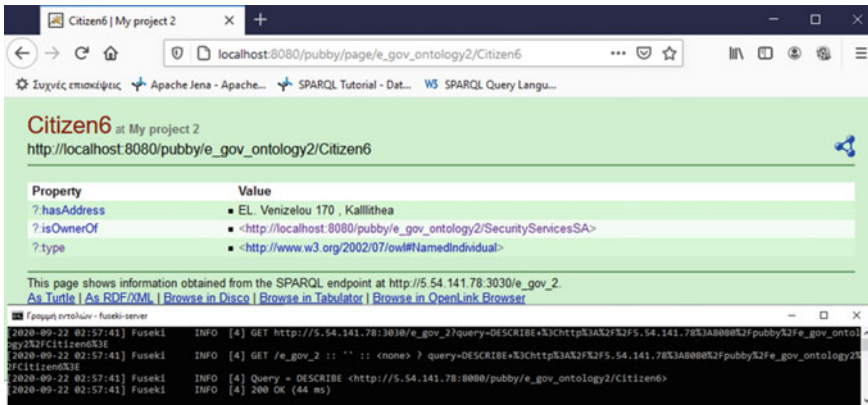 Citizen6 | My project 2
localhost:8080/pubby/page/e_gov_ontology2/Citizen6
Συχνές επισκέψεις
Apache Jena - Apache...
SPARQL Tutorial - Dat...
W3 SPARQL Query Langu...
Citizen6 at My project 2
http://localhost:8080/pubby/e_gov_ontology2/Citizen6
Property Value
?:hasAddress ▪ EL. Venizelou 170 , Kalllithea
?:isOwnerOf ▪ <http://localhost:8080/pubby/e_gov_ontology2/SecurityServicesSA>
?:type ▪ <http://www.w3.org/2002/07/owl#NamedIndividual>
This page shows information obtained from the SPARQL endpoint at http://5.54.141.78:3030/e_gov_2.
As Turtle | As RDF/XML | Browse in Disco | Browse in Tabulator | Browse in OpenLink Browser
Γραμμή εντολών - fuseki-server
[2020-09-22 02:57:41] Fuseki INFO [4] GET http://5.54.141.78:3030/e_gov_2?query=DESCRIBE+%3Chttp%3A%2F%2F5.54.141.78%3A8080%2Fpubby%2Fe_gov_ontol
ogy2%2FCitizen6%3E
[2020-09-22 02:57:41] Fuseki INFO [4] GET /e_gov_2 :: '' :: <none> ? query=DESCRIBE+%3Chttp%3A%2F%2F5.54.141.78%3A8080%2Fpubby%2Fe_gov_ontology2%
2FCitizen6%3E
[2020-09-22 02:57:41] Fuseki INFO [4] Query = DESCRIBE <http://5.54.141.78:8080/pubby/e_gov_ontology2/Citizen6>
[2020-09-22 02:57:41] Fuseki INFO [4] 200 OK (44 ms)